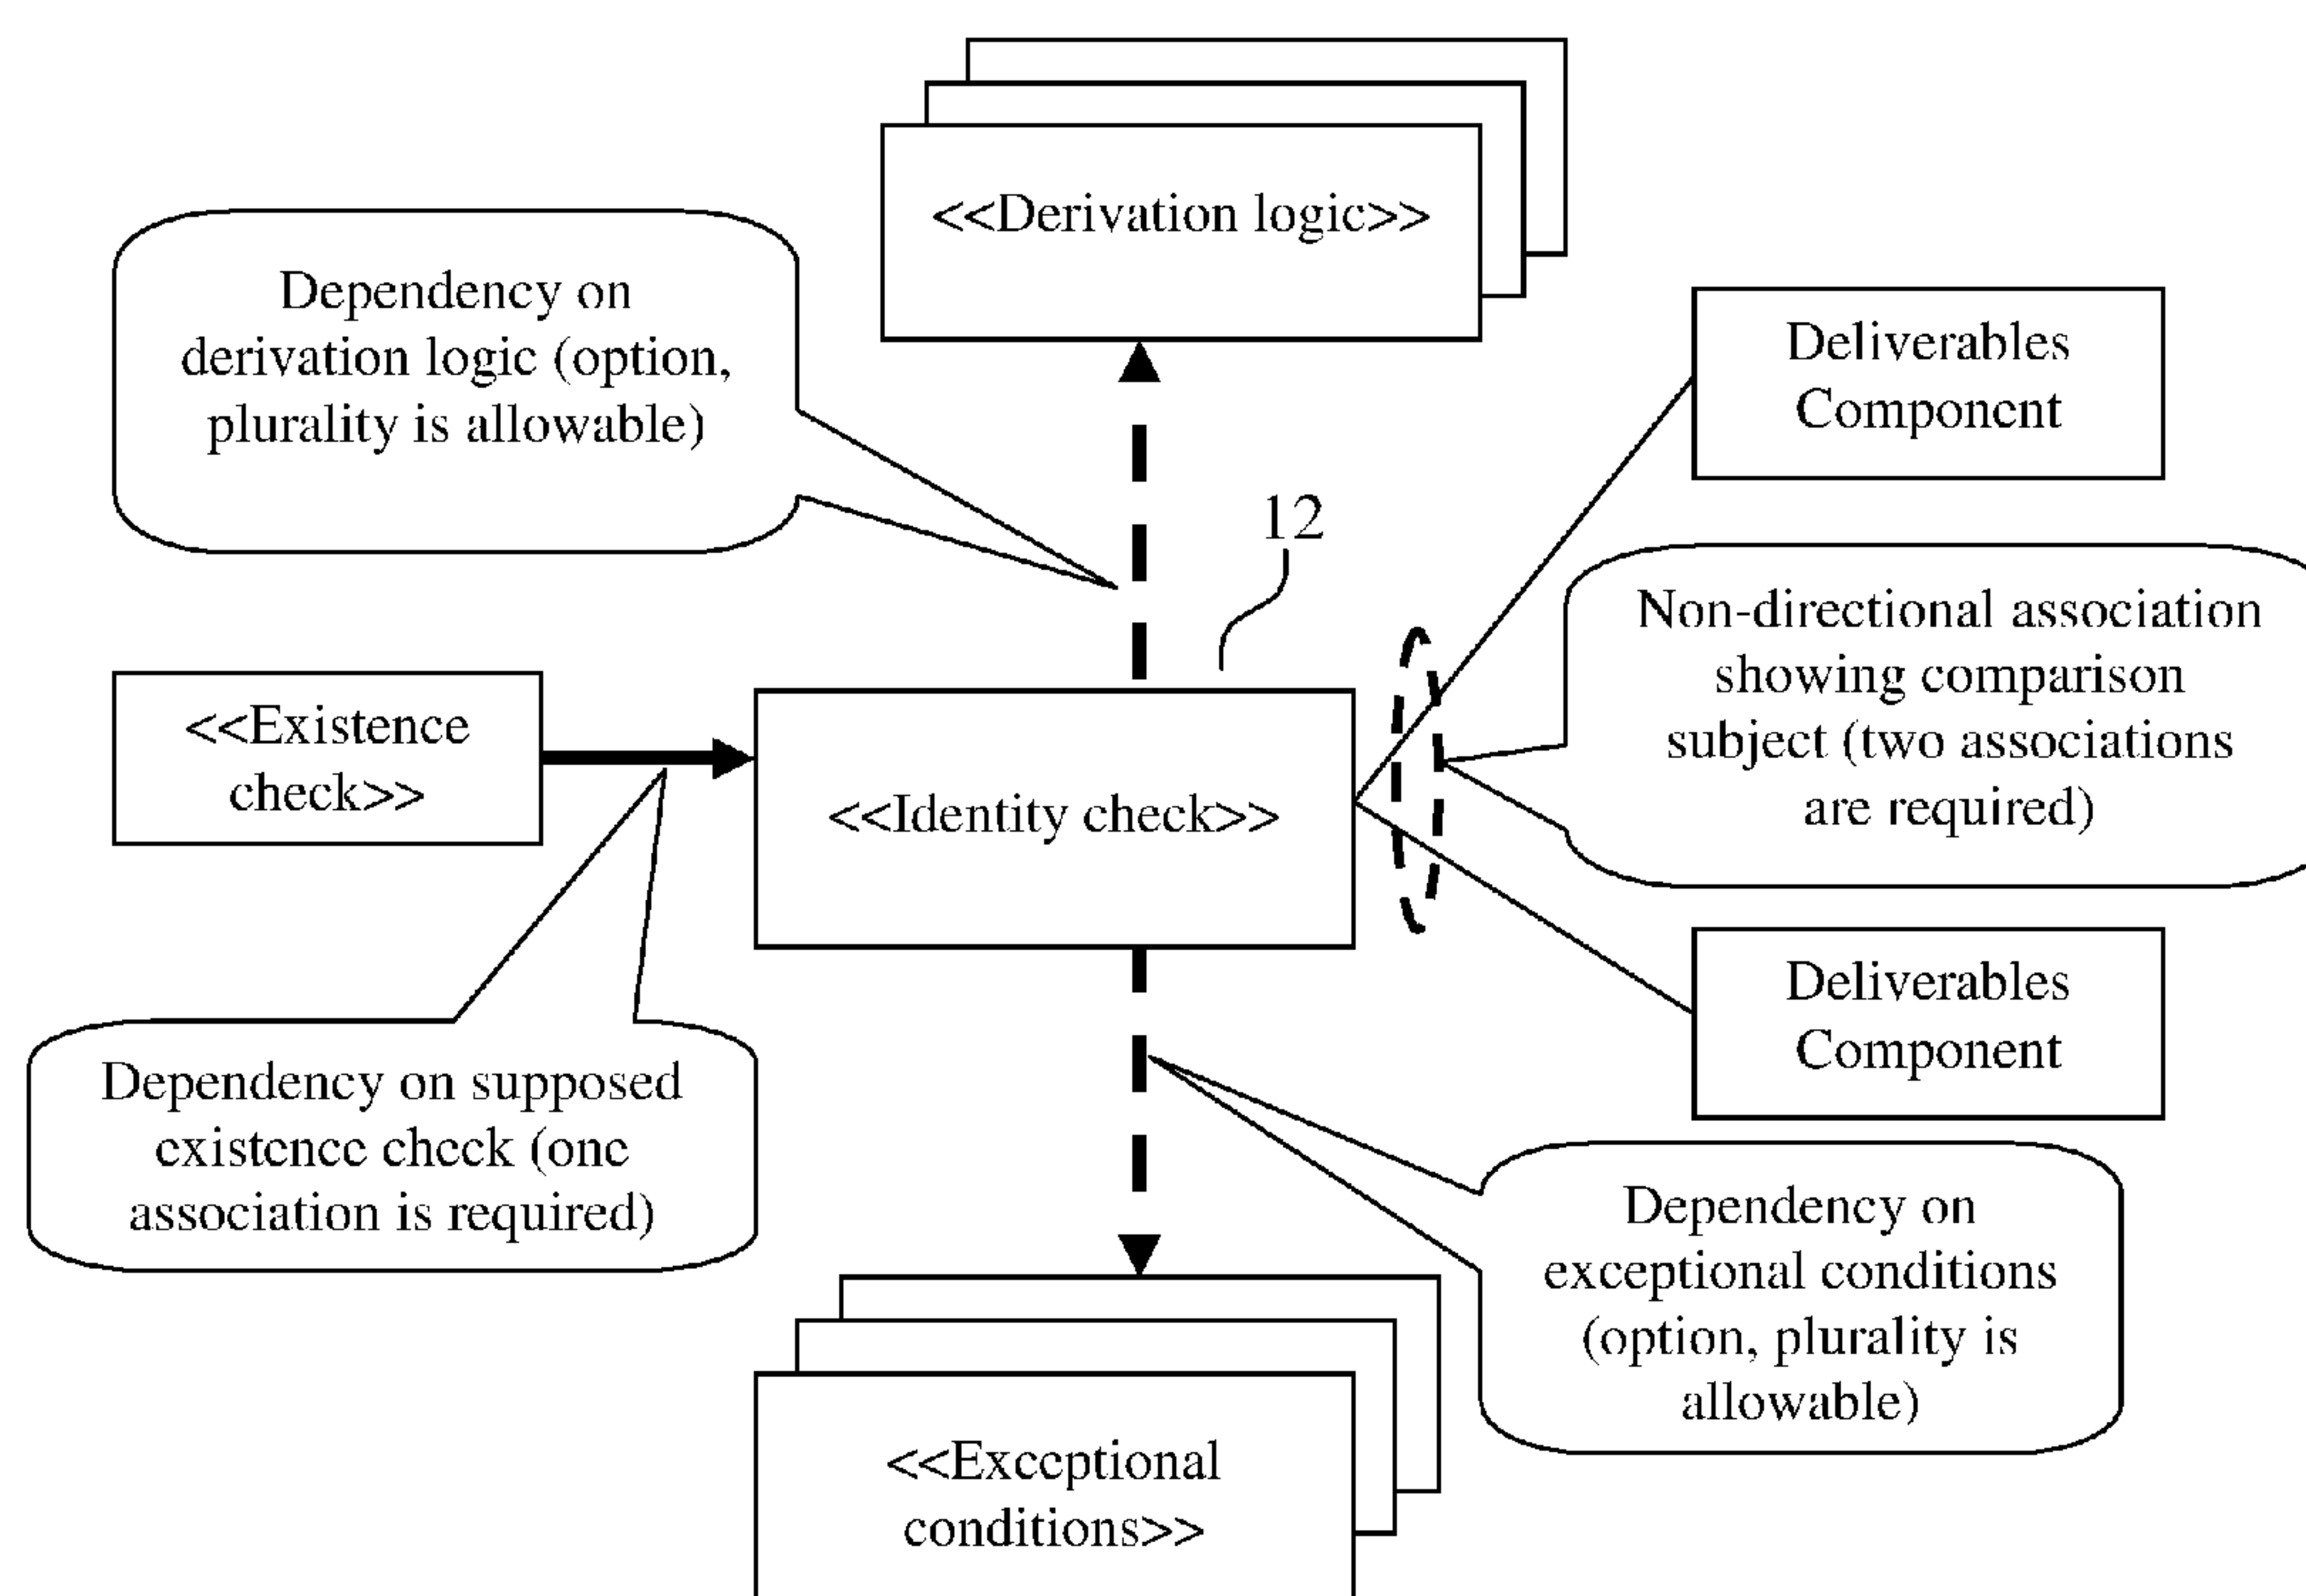 <<Derivation logic>>
Dependency on
derivation logic (option,
plurality is allowable)
Deliverables
Component
12
Non-directional association
showing comparison
subject (two associations
are required)
<<Existence
check>>
<<Identity check>>
Deliverables
Component
Dependency on supposed
existence check (one
association is required)
Dependency on
exceptional conditions
(option, plurality is
allowable)
<<Exceptional
conditions>>